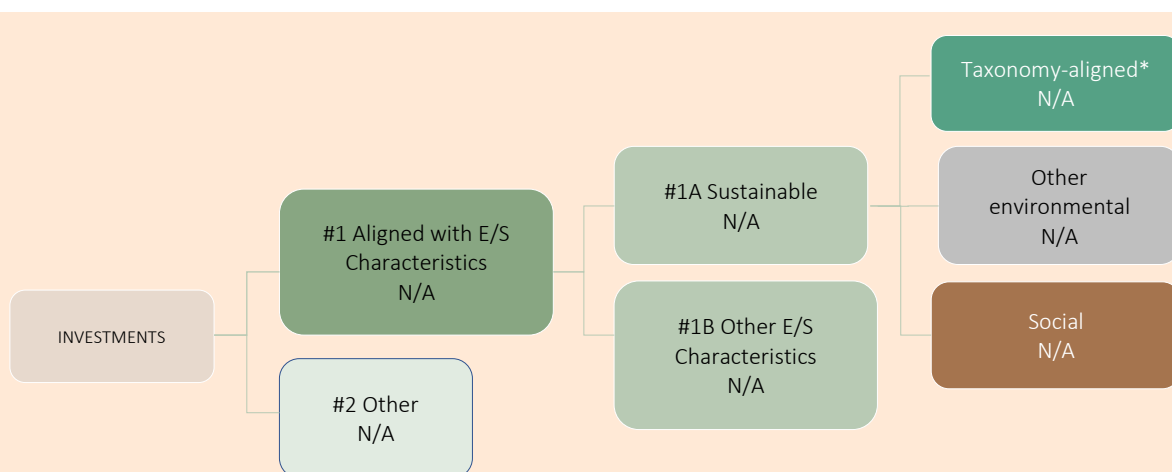 INVESTMENTS
#1 Aligned with E/S
Characteristics
N/A
#2 Other
N/A
#1A Sustainable
N/A
#1B Other E/S
Characteristics
N/A
Taxonomy-aligned*
N/A
Other
environmental
N/A
Social
N/A